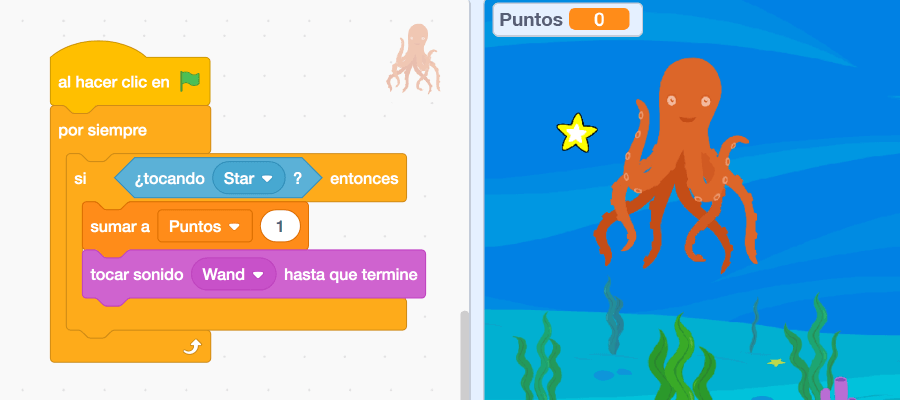 al hacer clic en
por siempre
si ¿tocando Star ? entonces
sumar a Puntos 1
tocar sonido Wand hasta que termine
Puntos 0